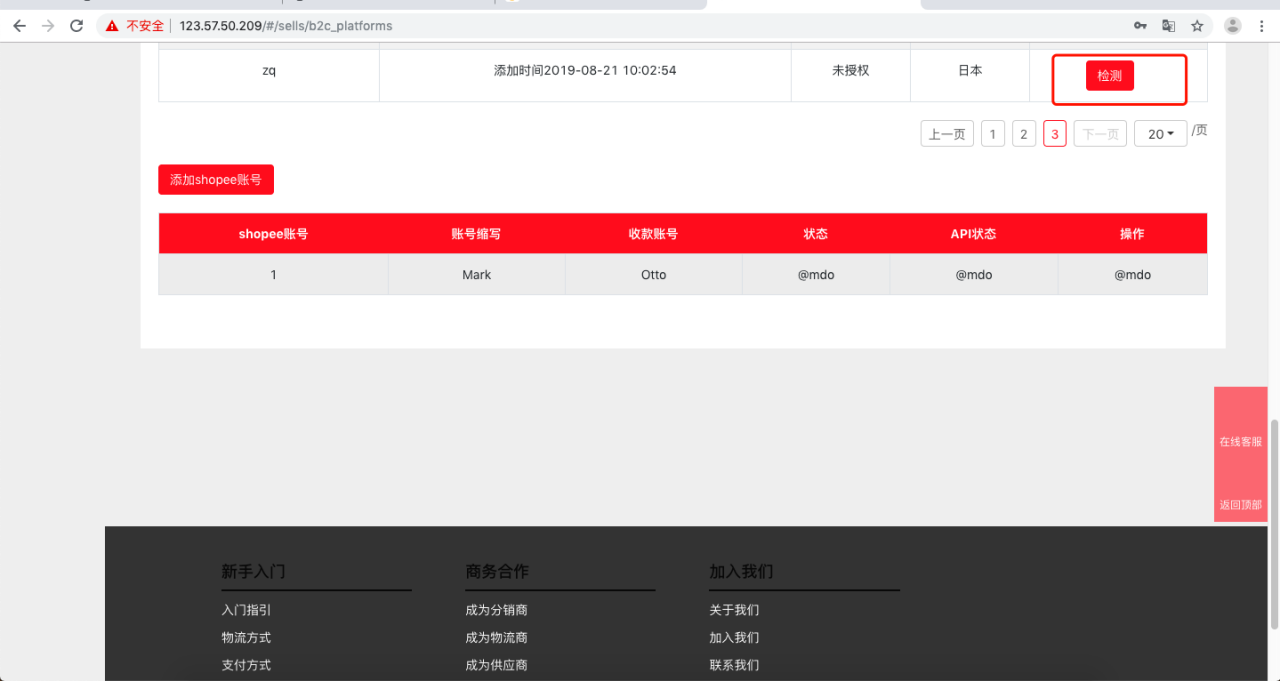 不安全 123.57.50.209/#/sells/b2c_platforms
zq 添加时间2019-08-21 10:02:54 未授权 日本 检测
上一页 1 2 3 下一页 20 /页
添加shopee账号
shopee账号 账号缩写 收款账号 状态 API状态 操作
1 Mark Otto @mdo @mdo @mdo
在线客服
返回顶部
新手入门 商务合作 加入我们
入门指引 成为分销商 关于我们
物流方式 成为物流商 加入我们
支付方式 成为供应商 联系我们